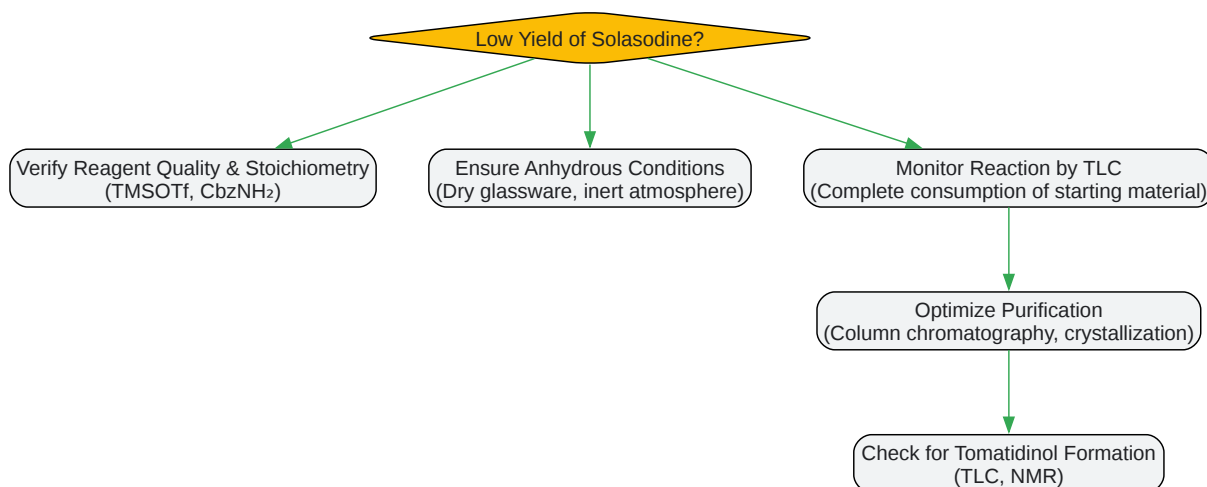 Low Yield of Solasodine?
Verify Reagent Quality & Stoichiometry
(TMSOTf, CbzNH₂)
Ensure Anhydrous Conditions
(Dry glassware, inert atmosphere)
Monitor Reaction by TLC
(Complete consumption of starting material)
Optimize Purification
(Column chromatography, crystallization)
Check for Tomatidinol Formation
(TLC, NMR)